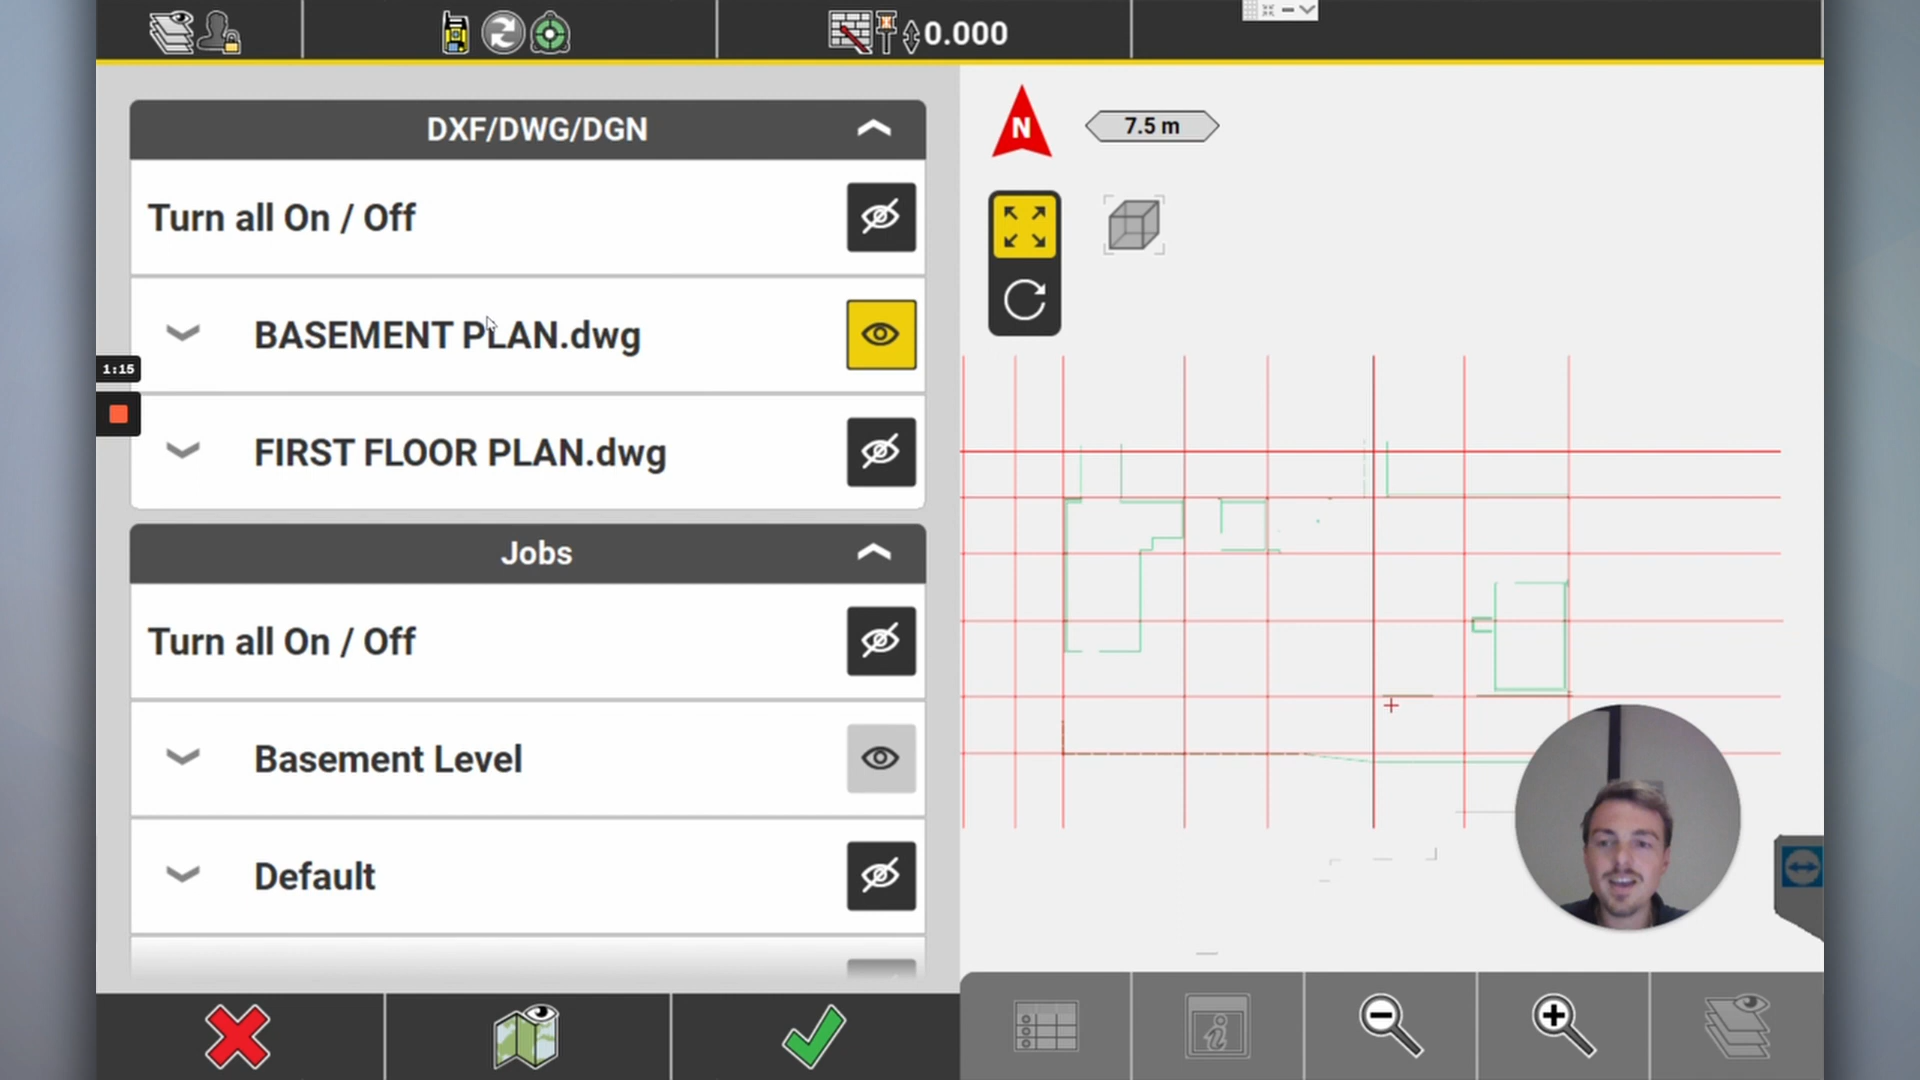 0.000
DXF/DWG/DGN
Turn all On / Off
BASEMENT PLAN.dwg
FIRST FLOOR PLAN.dwg
Jobs
Turn all On / Off
Basement Level
Default
1:15
N
7.5 m